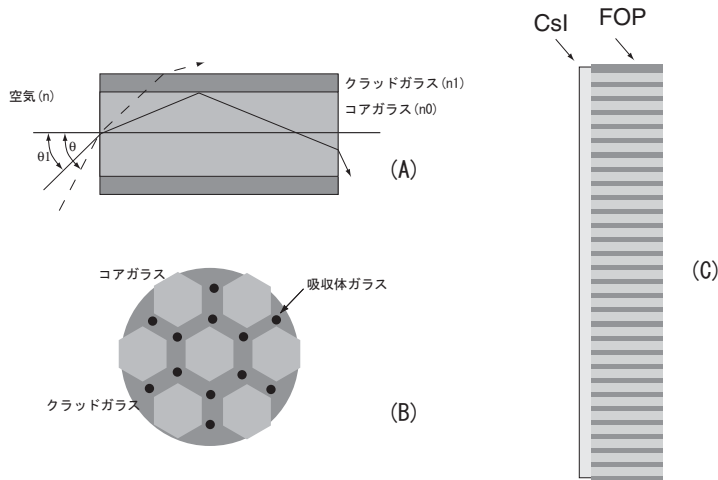 空気(n)
クラッドガラス(n1)
コアガラス(n0)
θ1
θ
(A)
コアガラス
吸収体ガラス
クラッドガラス
(B)
CsI
FOP
(C)